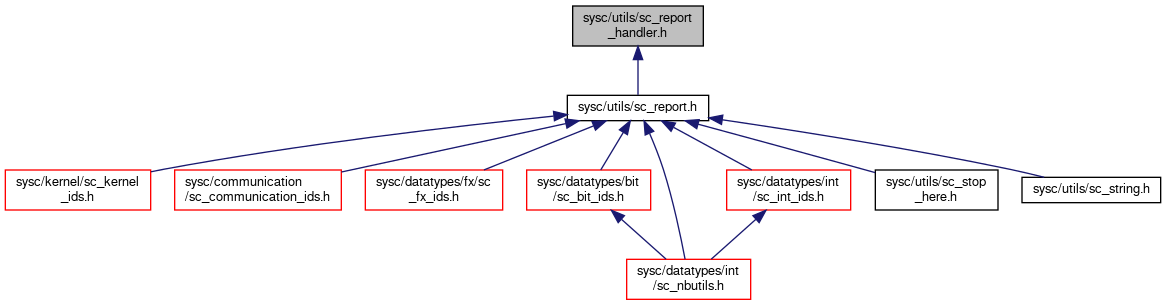 sysc/utils/sc_report
_handler.h
sysc/utils/sc_report.h
sysc/kernel/sc_kernel
_ids.h
sysc/communication
/sc_communication_ids.h
sysc/datatypes/fx/sc
_fx_ids.h
sysc/datatypes/bit
/sc_bit_ids.h
sysc/datatypes/int
/sc_int_ids.h
sysc/utils/sc_stop
_here.h
sysc/utils/sc_string.h
sysc/datatypes/int
/sc_nbutils.h